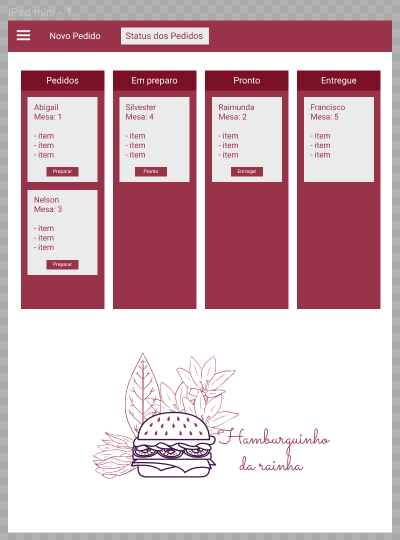 iPad mini - 1
Novo Pedido
Status dos Pedidos
Pedidos
Abigail
Mesa: 1
- item
- item
- item
Preparar
Nelson
Mesa: 3
- item
- item
- item
Preparar
Em preparo
Silvester
Mesa: 4
- item
- item
- item
Pronto
Pronto
Raimunda
Mesa: 2
- item
- item
- item
Entregar
Entregue
Francisco
Mesa: 5
- item
- item
- item
Hamburguinho
da rainha